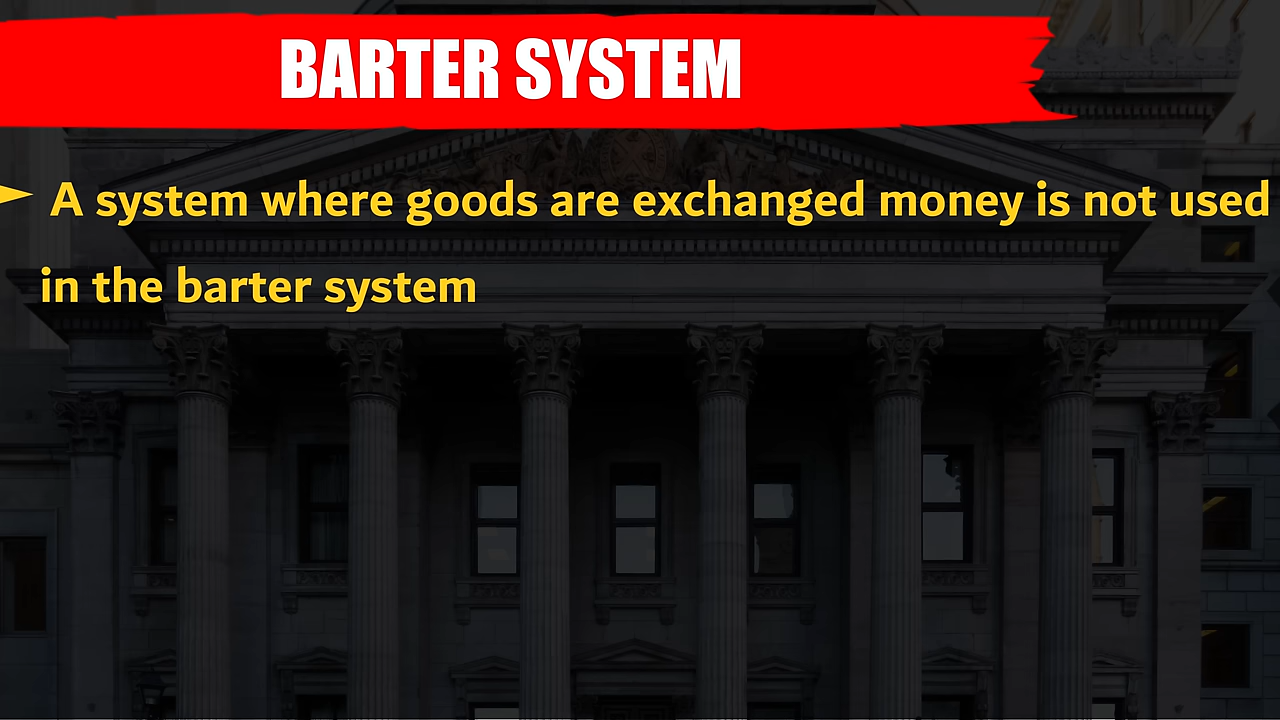 BARTER SYSTEM
A system where goods are exchanged money is not used
in the barter system